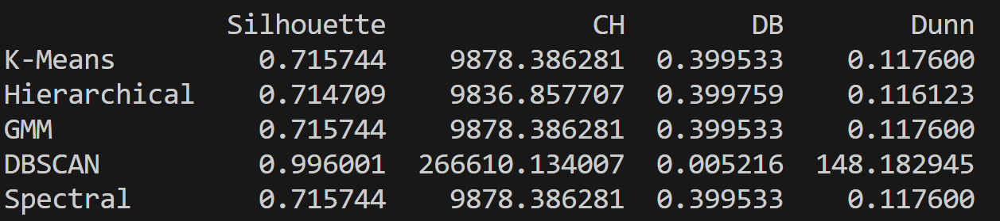 Silhouette CH DB Dunn
K-Means 0.715744 9878.386281 0.399533 0.117600
Hierarchical 0.714709 9836.857707 0.399759 0.116123
GMM 0.715744 9878.386281 0.399533 0.117600
DBSCAN 0.996001 266610.134007 0.005216 148.182945
Spectral 0.715744 9878.386281 0.399533 0.117600